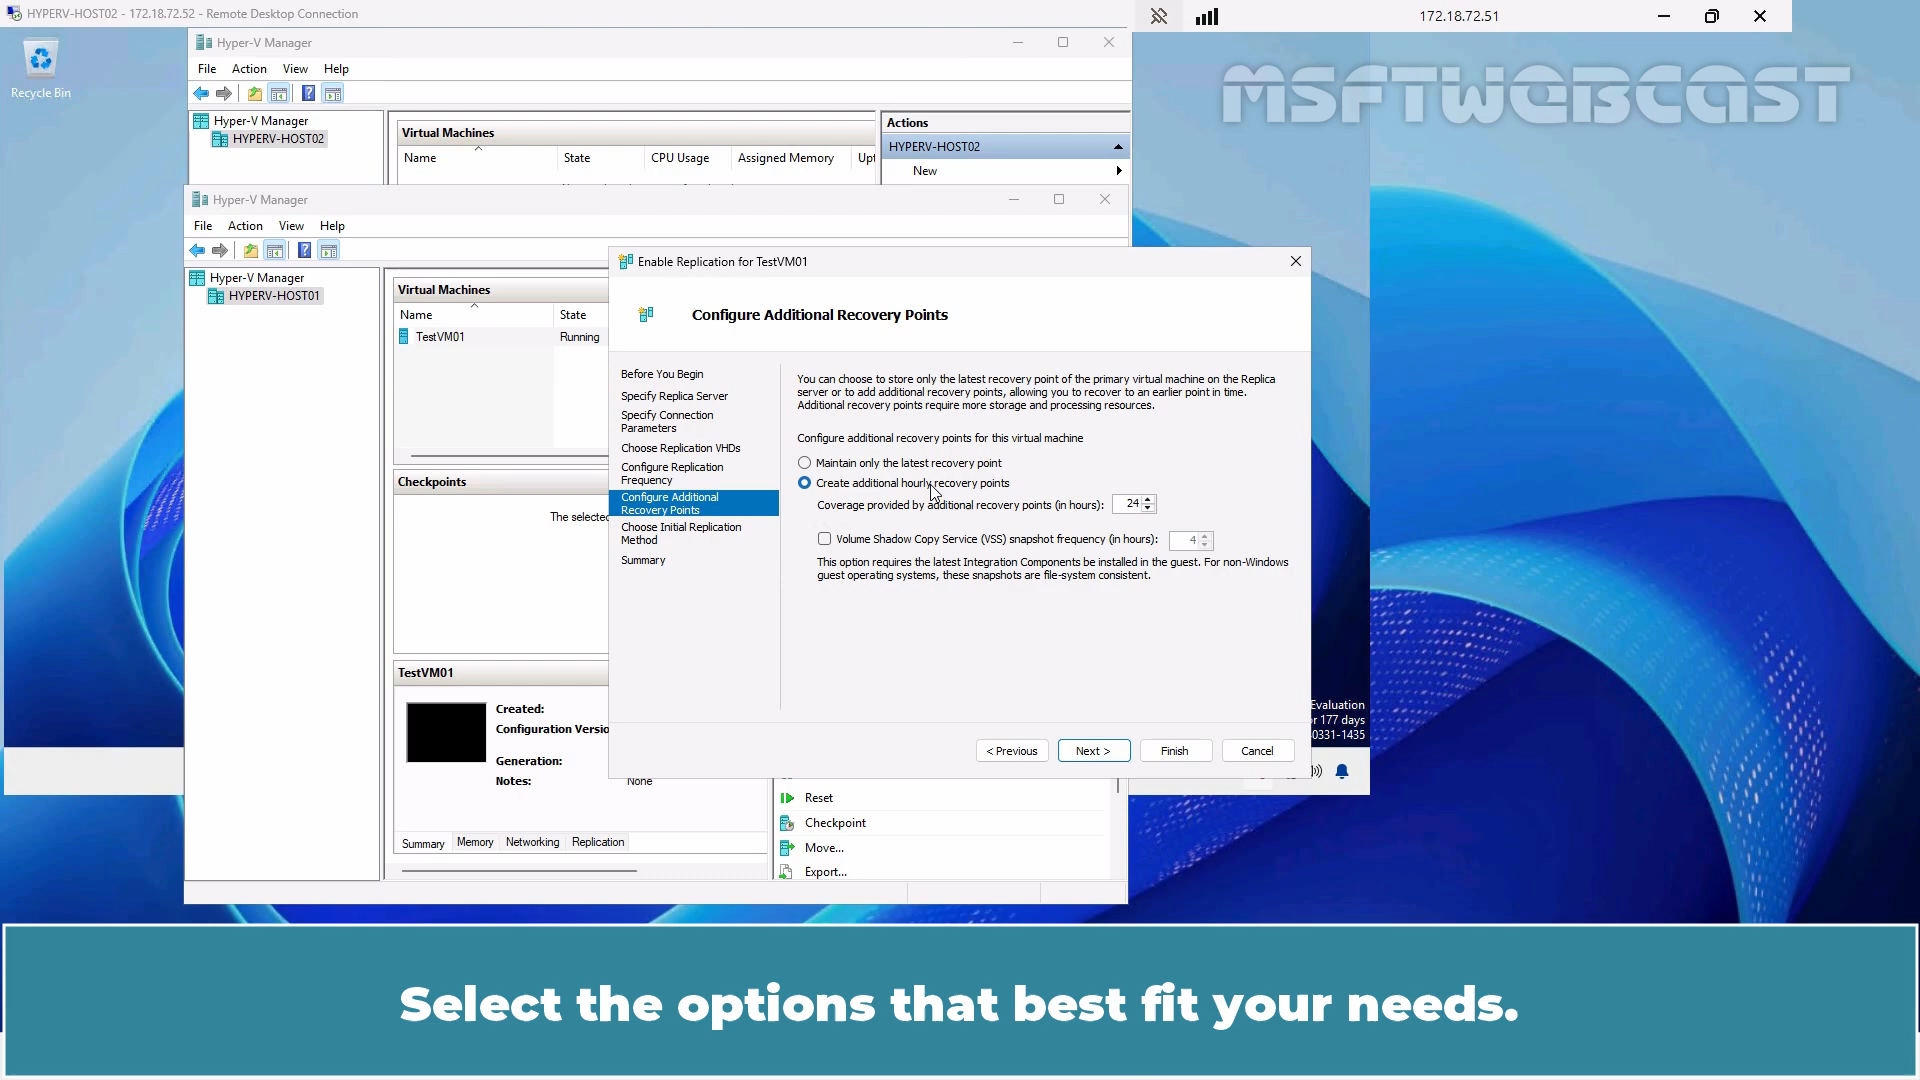 HYPERV-HOST02 - 172.18.72.52 - Remote Desktop Connection
172.18.72.51
Recycle Bin
MSFTWEBCAST
Hyper-V Manager
File Action View Help
Hyper-V Manager
HYPERV-HOST02
Virtual Machines
Name State CPU Usage Assigned Memory Upt
Actions
HYPERV-HOST02
New
Hyper-V Manager
File Action View Help
Hyper-V Manager
HYPERV-HOST01
Virtual Machines
Name State
TestVM01 Running
Checkpoints
The selected
TestVM01
Created:
Configuration Versio
Generation:
Notes: None
Summary Memory Networking Replication
Reset
Checkpoint
Move...
Export...
Enable Replication for TestVM01
Configure Additional Recovery Points
Before You Begin
Specify Replica Server
Specify Connection
Parameters
Choose Replication VHDs
Configure Replication
Frequency
Configure Additional
Recovery Points
Choose Initial Replication
Method
Summary
You can choose to store only the latest recovery point of the primary virtual machine on the Replica
server or to add additional recovery points, allowing you to recover to an earlier point in time.
Additional recovery points require more storage and processing resources.
Configure additional recovery points for this virtual machine
Maintain only the latest recovery point
Create additional hourly recovery points
Coverage provided by additional recovery points (in hours): 24
Volume Shadow Copy Service (VSS) snapshot frequency (in hours): 4
This option requires the latest Integration Components be installed in the guest. For non-Windows
guest operating systems, these snapshots are file-system consistent.
< Previous Next > Finish Cancel
Evaluation
r 177 days
0331-1435
Select the options that best fit your needs.